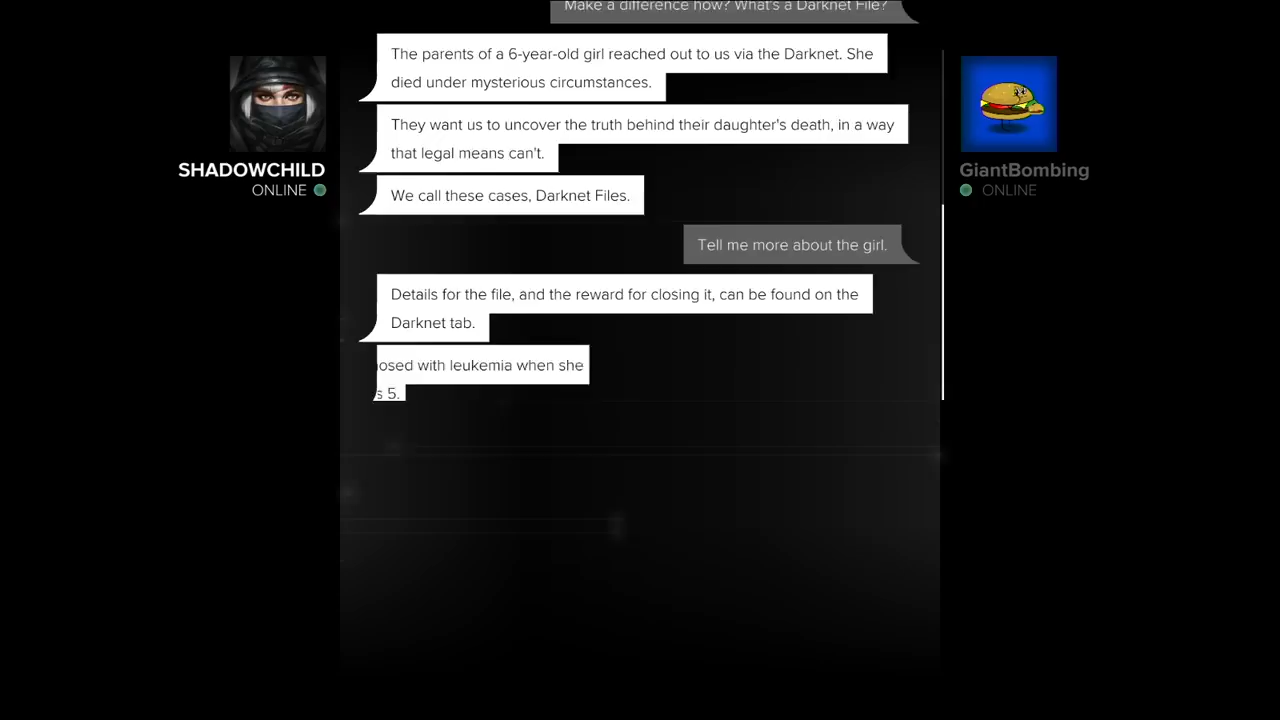 Make a difference how? What's a Darknet File?
The parents of a 6-year-old girl reached out to us via the Darknet. She
died under mysterious circumstances.
They want us to uncover the truth behind their daughter's death, in a way
that legal means can't.
We call these cases, Darknet Files.
Tell me more about the girl.
Details for the file, and the reward for closing it, can be found on the
Darknet tab.
osed with leukemia when she
s 5.
SHADOWCHILD
ONLINE
GiantBombing
ONLINE